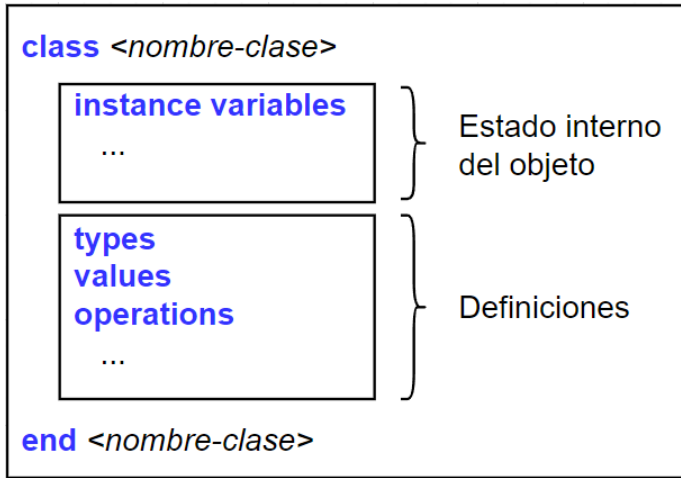 class <nombre-clase>
instance variables
...
Estado interno
del objeto
types
values
operations
...
Definiciones
end <nombre-clase>